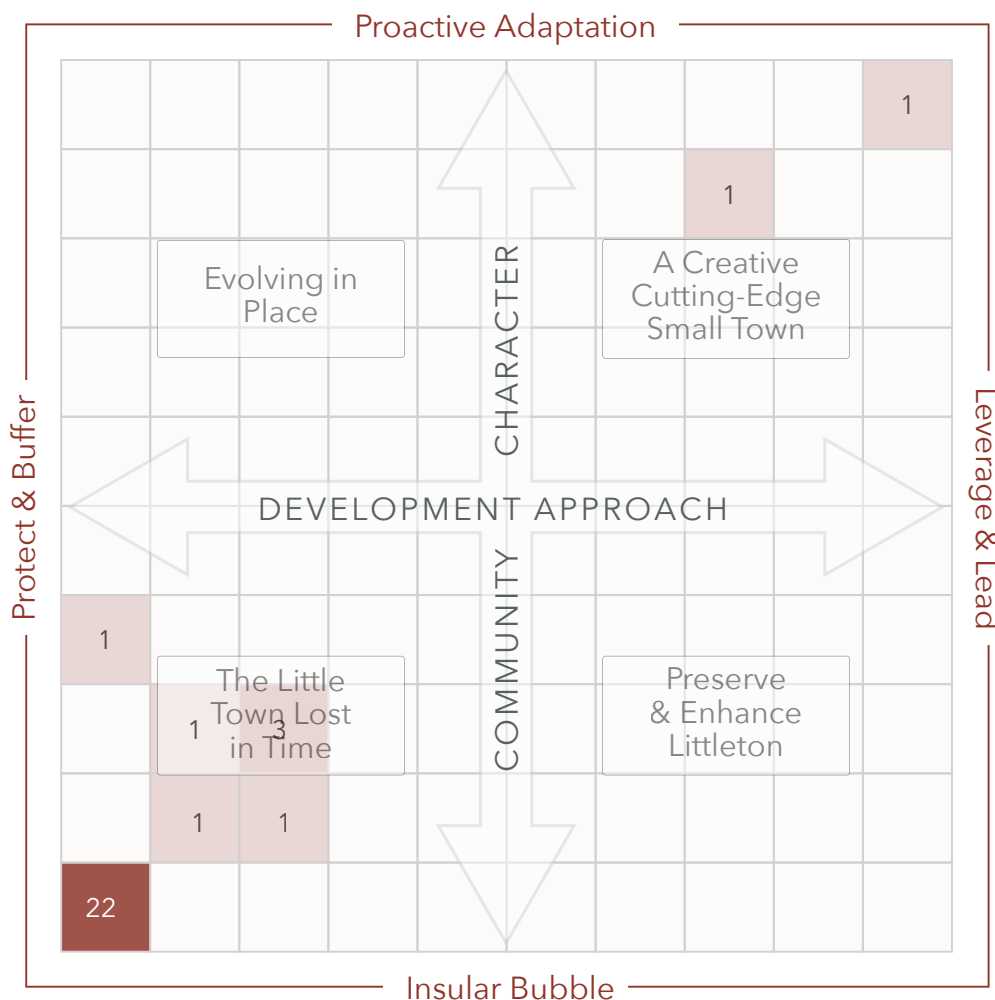 Proactive Adaptation
1
1
Evolving in
Place
A Creative
Cutting-Edge
Small Town
CHARACTER
Protect & Buffer
Leverage & Lead
DEVELOPMENT APPROACH
COMMUNITY
1
The Little
Town Lost
in Time
1
3
Preserve
& Enhance
Littleton
1
1
22
Insular Bubble